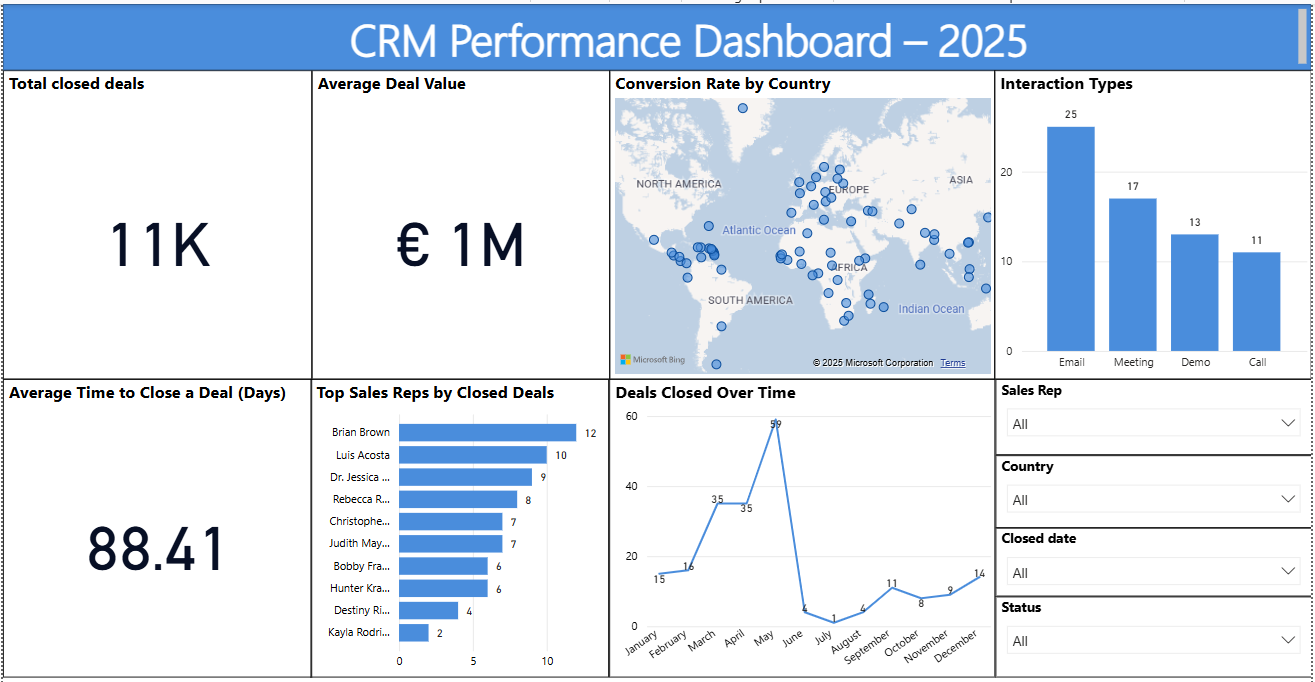 CRM Performance Dashboard – 2025
Total closed deals
11K
Average Deal Value
€ 1M
Conversion Rate by Country
NORTH AMERICA
EUROPE
ASIA
Atlantic Ocean
AFRICA
SOUTH AMERICA
Indian Ocean
Microsoft Bing
© 2025 Microsoft Corporation Terms
Interaction Types
25
17
13
11
20
10
0
Email Meeting Demo Call
Average Time to Close a Deal (Days)
88.41
Top Sales Reps by Closed Deals
Brian Brown 12
Luis Acosta 10
Dr. Jessica ... 9
Rebecca R... 8
Christophe... 7
Judith May... 7
Bobby Fra... 6
Hunter Kra... 6
Destiny Ri... 4
Kayla Rodri... 2
0 5 10
Deals Closed Over Time
60
40
20
0
15 16 35 35 59 4 1 4 11 8 9 14
January February March April May June July August September October November December
Sales Rep
All
Country
All
Closed date
All
Status
All